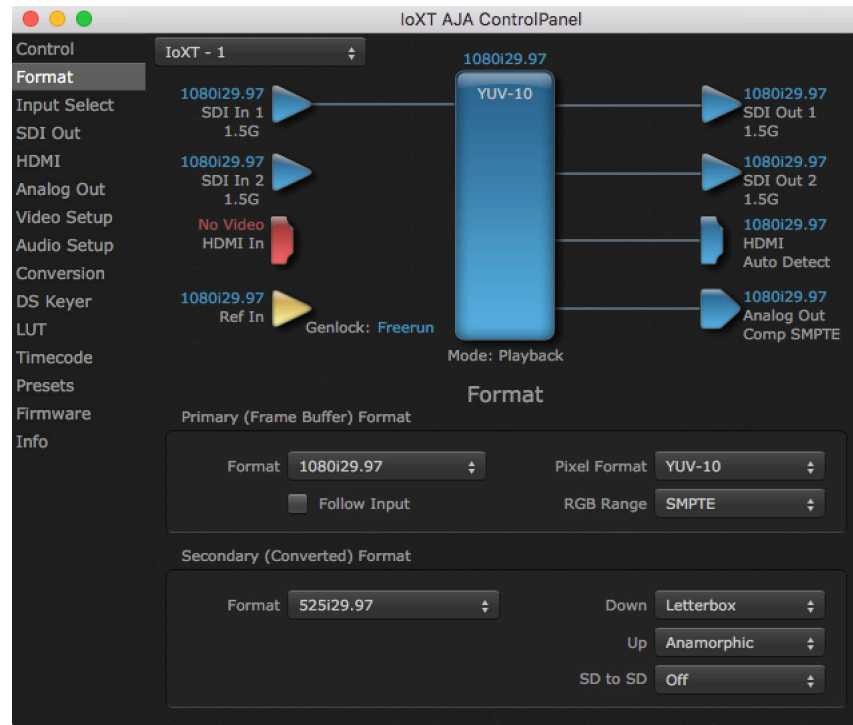 IoXT AJA ControlPanel
Control
Format
Input Select
SDI Out
HDMI
Analog Out
Video Setup
Audio Setup
Conversion
DS Keyer
LUT
Timecode
Presets
Firmware
Info
IoXT - 1
1080i29.97
YUV-10
1080i29.97
SDI In 1
1.5G
1080i29.97
SDI In 2
1.5G
No Video
HDMI In
1080i29.97
Ref In
Genlock: Freerun
1080i29.97
SDI Out 1
1.5G
1080i29.97
SDI Out 2
1.5G
1080i29.97
HDMI
Auto Detect
1080i29.97
Analog Out
Comp SMPTE
Mode: Playback
Format
Primary (Frame Buffer) Format
Format 1080i29.97
Pixel Format YUV-10
Follow Input
RGB Range SMPTE
Secondary (Converted) Format
Format 525i29.97
Down Letterbox
Up Anamorphic
SD to SD Off